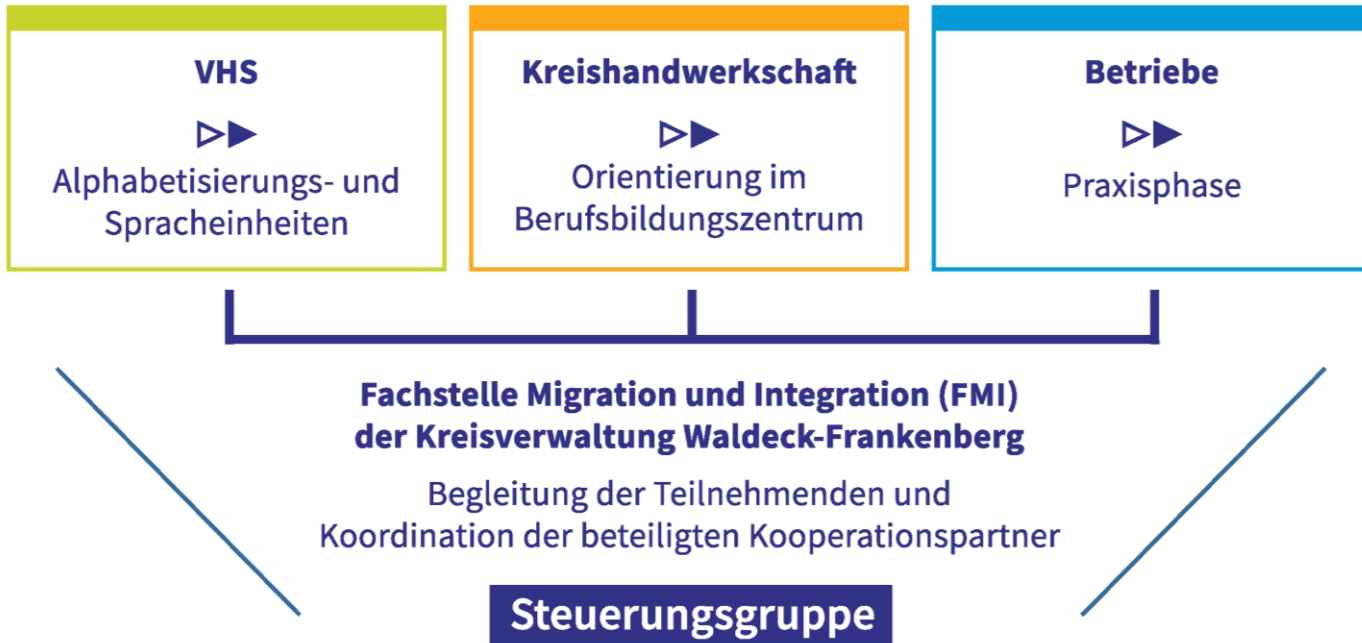 VHS
Alphabetisierungs- und
Spracheinheiten
Kreishandwerkschaft
Orientierung im
Berufsbildungszentrum
Betriebe
Praxisphase
Fachstelle Migration und Integration (FMI)
der Kreisverwaltung Waldeck-Frankenberg
Begleitung der Teilnehmenden und
Koordination der beteiligten Kooperationspartner
Steuerungsgruppe